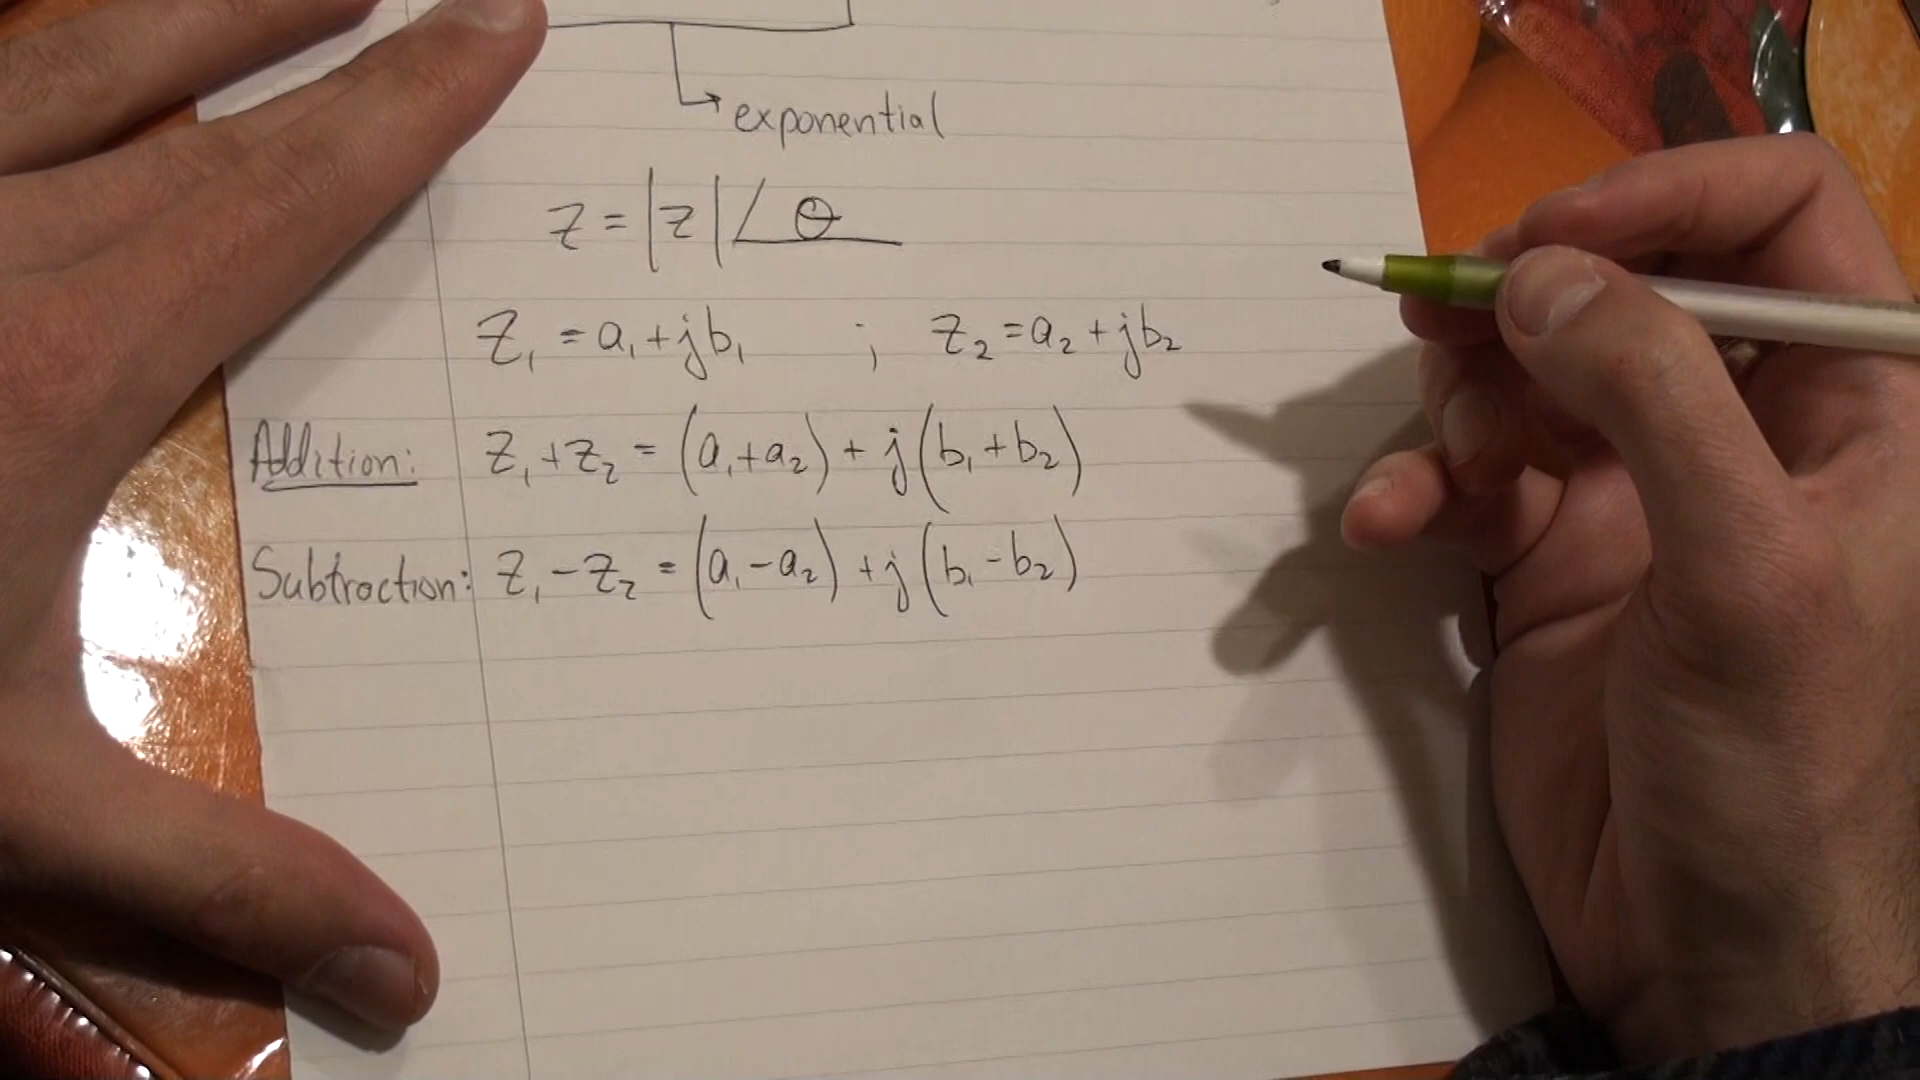 exponential
z = |z| ∠θ
z₁ = a₁ + jb₁ ; z₂ = a₂ + jb₂
Addition: z₁ + z₂ = (a₁ + a₂) + j(b₁ + b₂)
Subtraction: z₁ - z₂ = (a₁ - a₂) + j(b₁ - b₂)